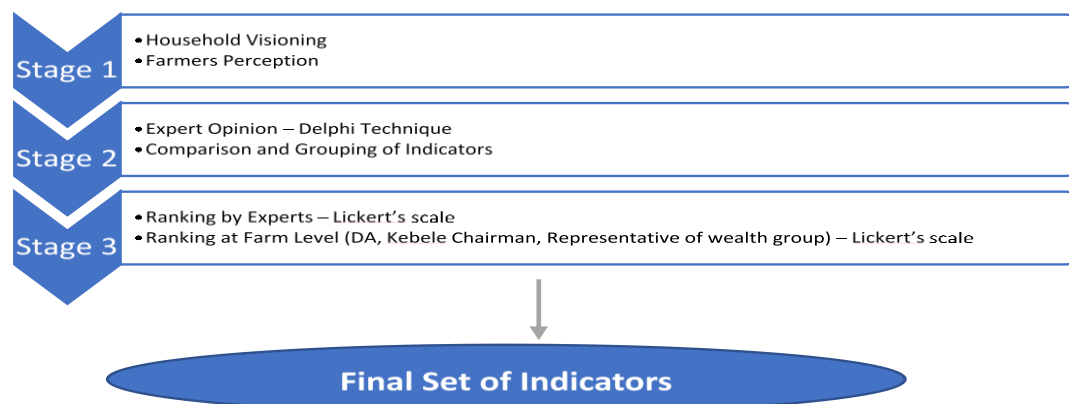 Stage 1
• Household Visioning
• Farmers Perception
Stage 2
• Expert Opinion – Delphi Technique
• Comparison and Grouping of Indicators
Stage 3
• Ranking by Experts – Lickert’s scale
• Ranking at Farm Level (DA, Kebele Chairman, Representative of wealth group) – Lickert’s scale
Final Set of Indicators